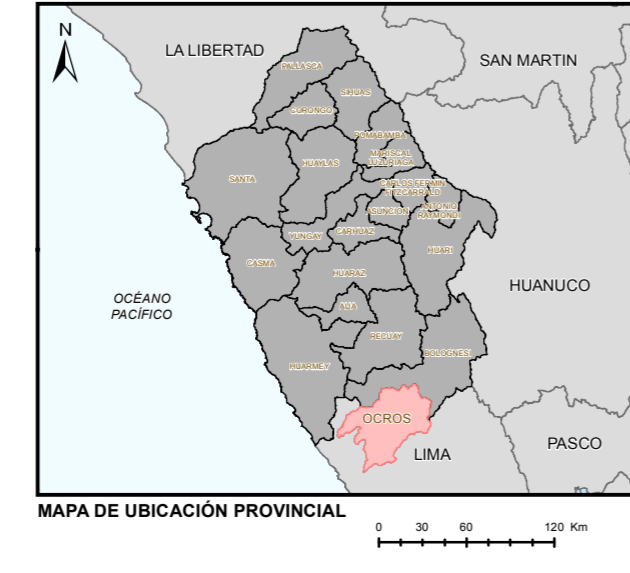 N
LA LIBERTAD
SAN MARTIN
PALLASCA
SIHUAS
CORONGO
POMABAMBA
MARISCAL
LUZURIAGA
HUAYLAS
SANTA
CARLOS FERMIN
FITZCARRALD
ANTONIO
RAYMONDI
ASUNCION
YUNGAY
CARHUAZ
HUARI
CASMA
HUARAZ
HUANUCO
OCÉANO
PACÍFICO
AIJA
RECUAY
BOLOGNESI
HUARMEY
OCROS
LIMA
PASCO
MAPA DE UBICACIÓN PROVINCIAL
0 30 60 120 Km